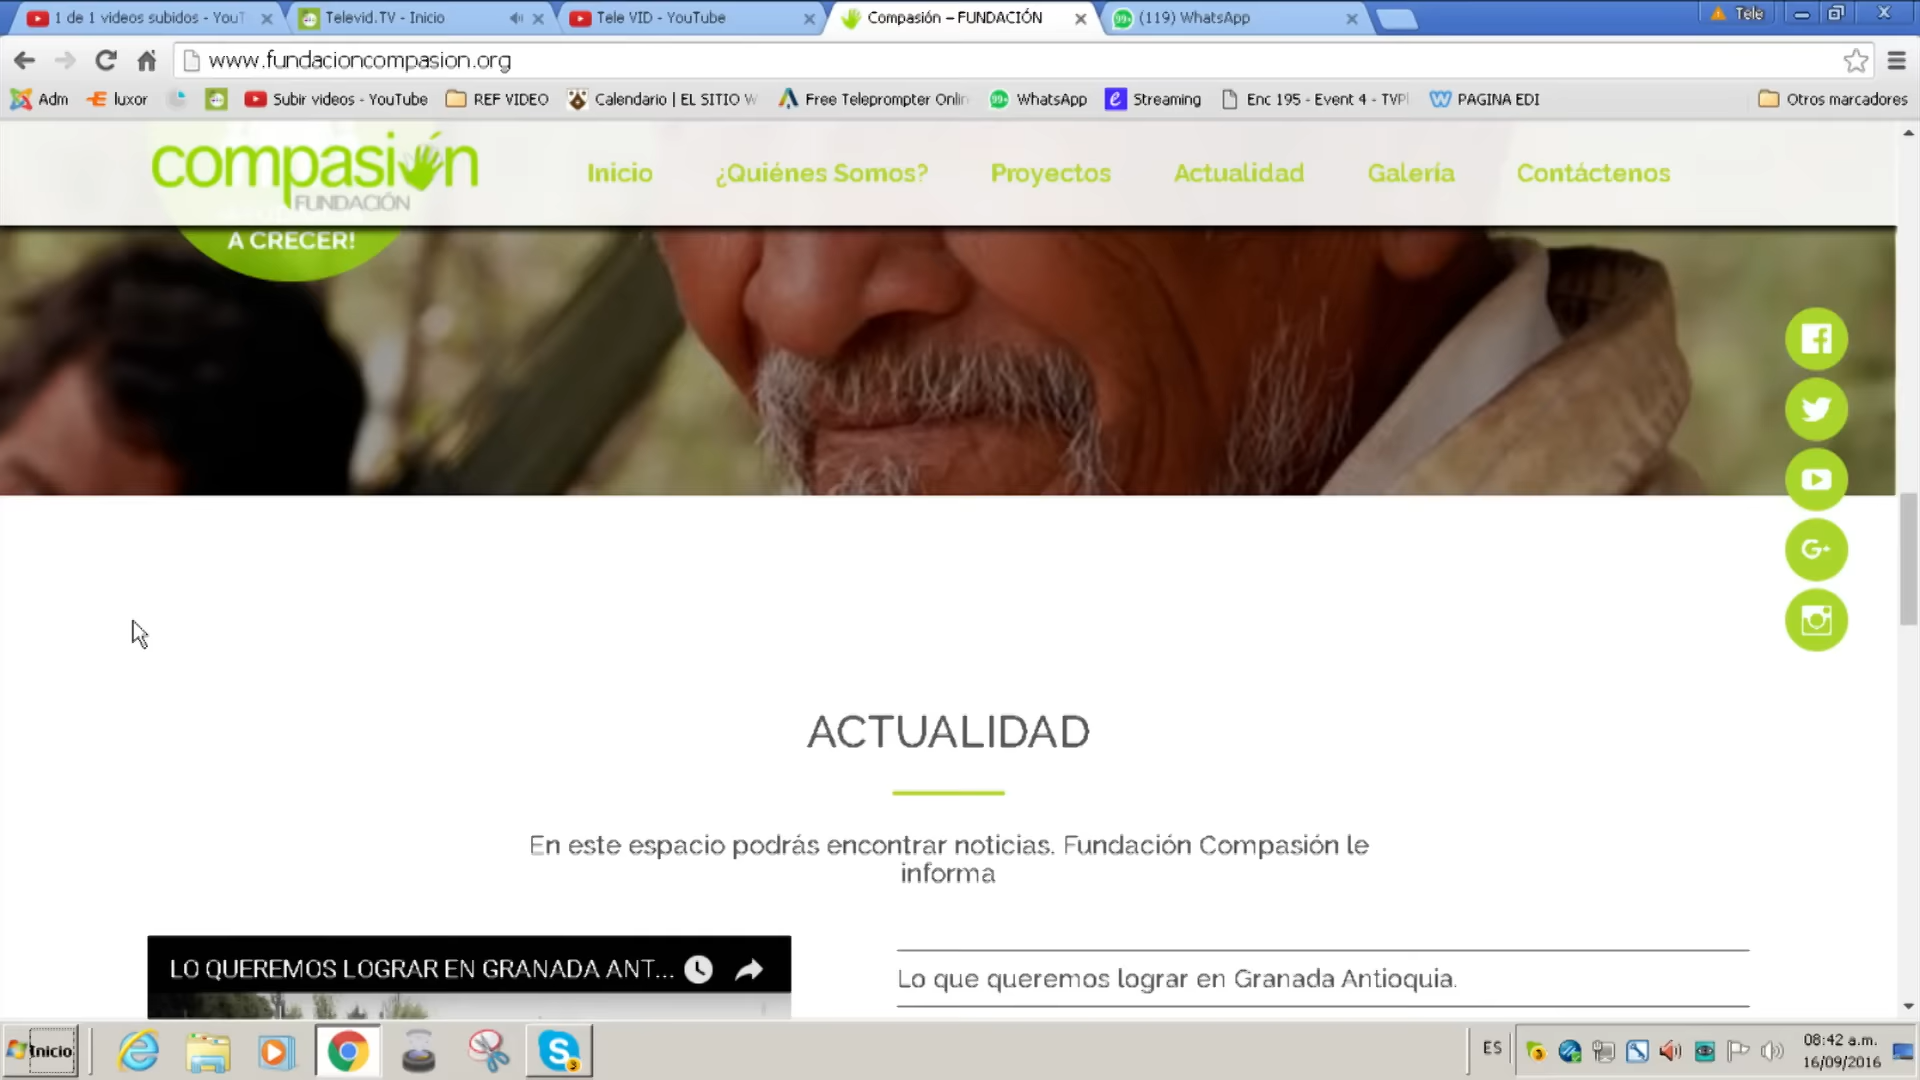 1 de 1 videos subidos - YouT
Televid.TV - Inicio
Tele VID - YouTube
Compasión – FUNDACIÓN
(119) WhatsApp
Tele
www.fundacioncompasion.org
Adm
luxor
Subir videos - YouTube
REF VIDEO
Calendario | EL SITIO W
Free Teleprompter Onlin
99+ WhatsApp
Streaming
Enc 195 - Event 4 - TVP
PAGINA EDI
Otros marcadores
compasión
FUNDACIÓN
Inicio
¿Quiénes Somos?
Proyectos
Actualidad
Galería
Contáctenos
A CRECER!
ACTUALIDAD
En este espacio podrás encontrar noticias. Fundación Compasión le
informa
LO QUEREMOS LOGRAR EN GRANADA ANT...
Lo que queremos lograr en Granada Antioquia.
Inicio
ES
08:42 a.m.
16/09/2016